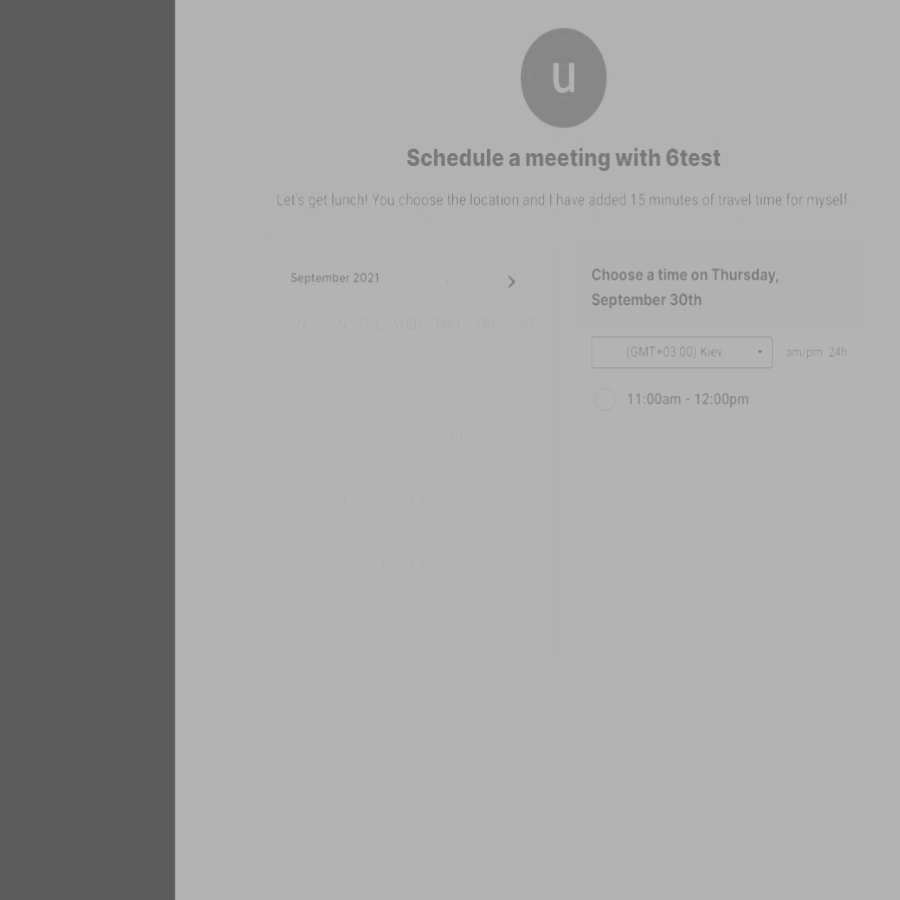 u
Schedule a meeting with 6test
Let's get lunch! You choose the location and I have added 15 minutes of travel time for myself.
September 2021
SUN MON TUE WED THU FRI SAT
Choose a time on Thursday,
September 30th
(GMT+03:00) Kiev
am/pm 24h
11:00am - 12:00pm